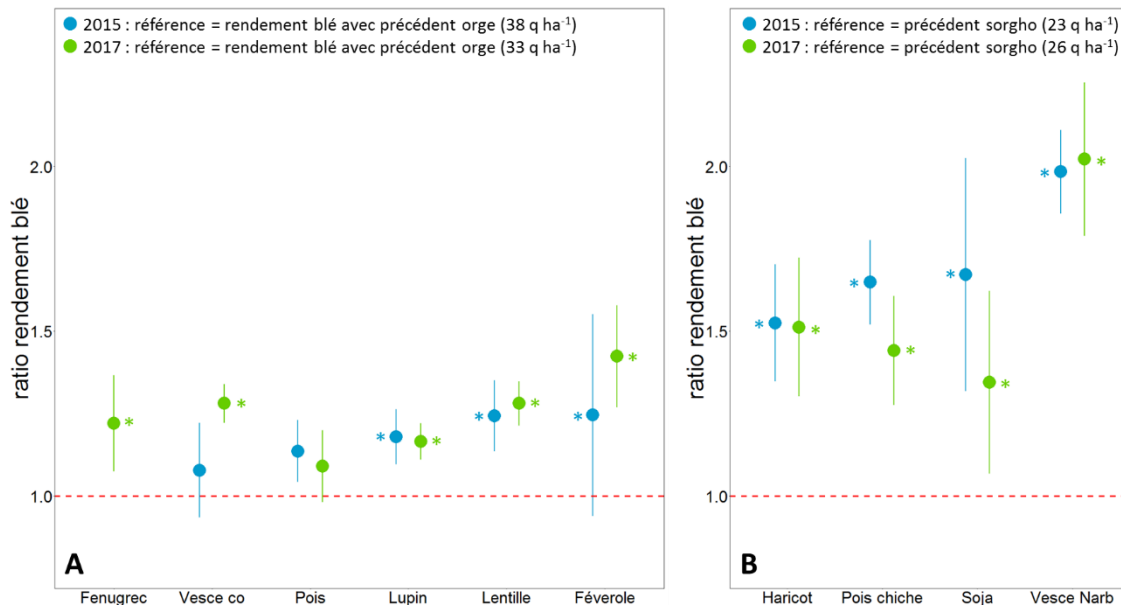 2015 : référence = rendement blé avec précédent orge (38 q ha⁻¹)
2017 : référence = rendement blé avec précédent orge (33 q ha⁻¹)
ratio rendement blé
2.0
1.5
1.0
A
Fenugrec Vesce co Pois Lupin Lentille Féverole
2015 : référence = précédent sorgho (23 q ha⁻¹)
2017 : référence = précédent sorgho (26 q ha⁻¹)
ratio rendement blé
2.0
1.5
1.0
B
Haricot Pois chiche Soja Vesce Narb